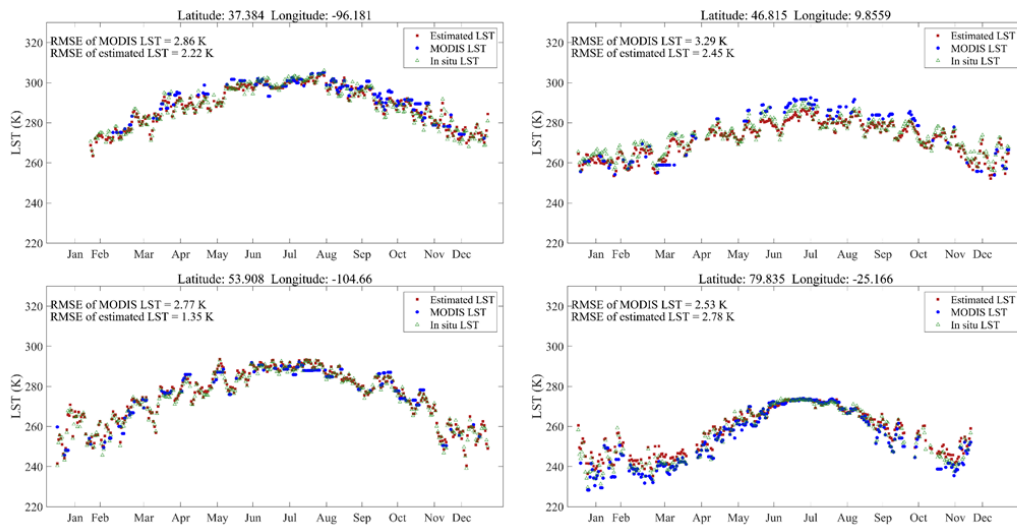 Latitude: 37.384 Longitude: -96.181
RMSE of MODIS LST = 2.86 K
RMSE of estimated LST = 2.22 K
Estimated LST
MODIS LST
In situ LST
LST (K)
320
300
280
260
240
220
Jan Feb Mar Apr May Jun Jul Aug Sep Oct Nov Dec
Latitude: 46.815 Longitude: 9.8559
RMSE of MODIS LST = 3.29 K
RMSE of estimated LST = 2.45 K
Estimated LST
MODIS LST
In situ LST
LST (K)
320
300
280
260
240
220
Jan Feb Mar Apr May Jun Jul Aug Sep Oct Nov Dec
Latitude: 53.908 Longitude: -104.66
RMSE of MODIS LST = 2.77 K
RMSE of estimated LST = 1.35 K
Estimated LST
MODIS LST
In situ LST
LST (K)
320
300
280
260
240
220
Jan Feb Mar Apr May Jun Jul Aug Sep Oct Nov Dec
Latitude: 79.835 Longitude: -25.166
RMSE of MODIS LST = 2.53 K
RMSE of estimated LST = 2.78 K
Estimated LST
MODIS LST
In situ LST
LST (K)
320
300
280
260
240
220
Jan Feb Mar Apr May Jun Jul Aug Sep Oct Nov Dec